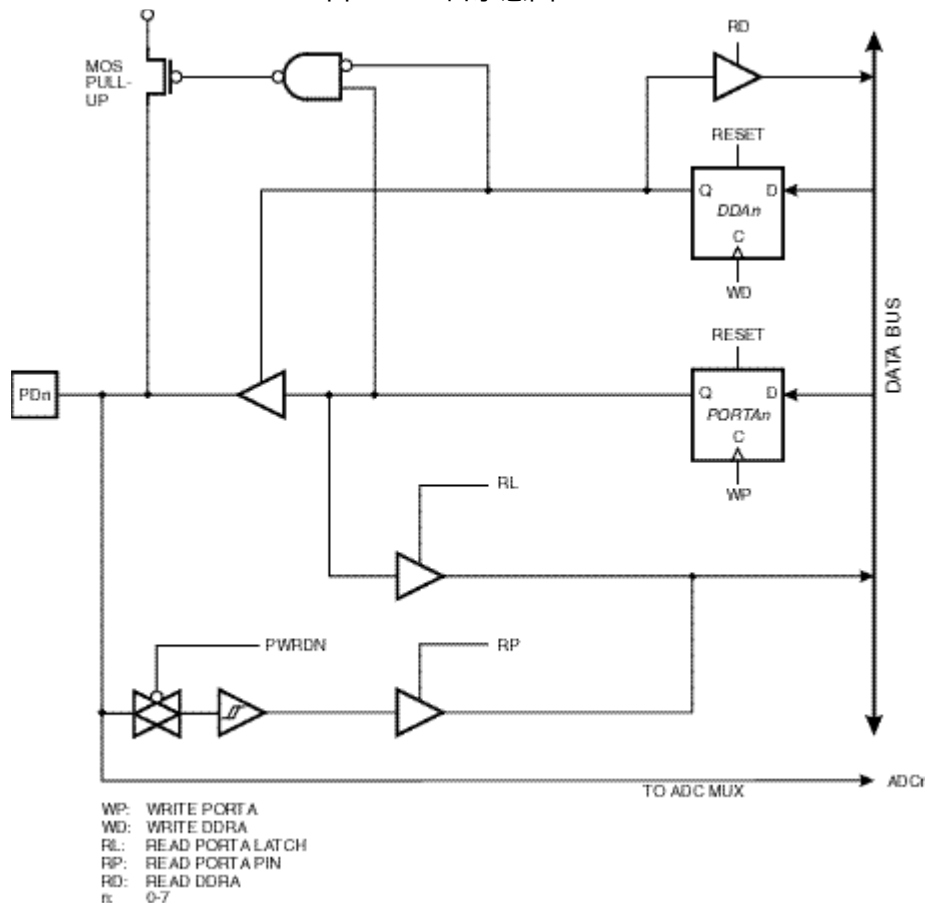 RD
MOS
PULL-
UP
RESET
Q D
DDAn
C
WD
RESET
DATA BUS
PDn
Q D
PORTAn
C
WP
RL
PWRDN
RP
TO ADC MUX
WP: WRITE PORTA
WD: WRITE DDRA
RL: READ PORTA LATCH
RP: READ PORTA PIN
RD: READ DDRA
n: 0-7